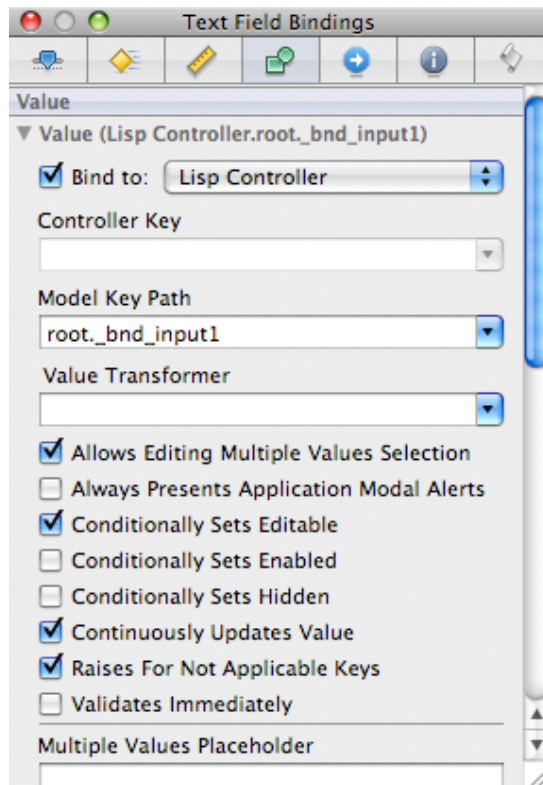 Text Field Bindings
Value
Value (Lisp Controller.root._bnd_input1)
Bind to: Lisp Controller
Controller Key
Model Key Path
root._bnd_input1
Value Transformer
Allows Editing Multiple Values Selection
Always Presents Application Modal Alerts
Conditionally Sets Editable
Conditionally Sets Enabled
Conditionally Sets Hidden
Continuously Updates Value
Raises For Not Applicable Keys
Validates Immediately
Multiple Values Placeholder